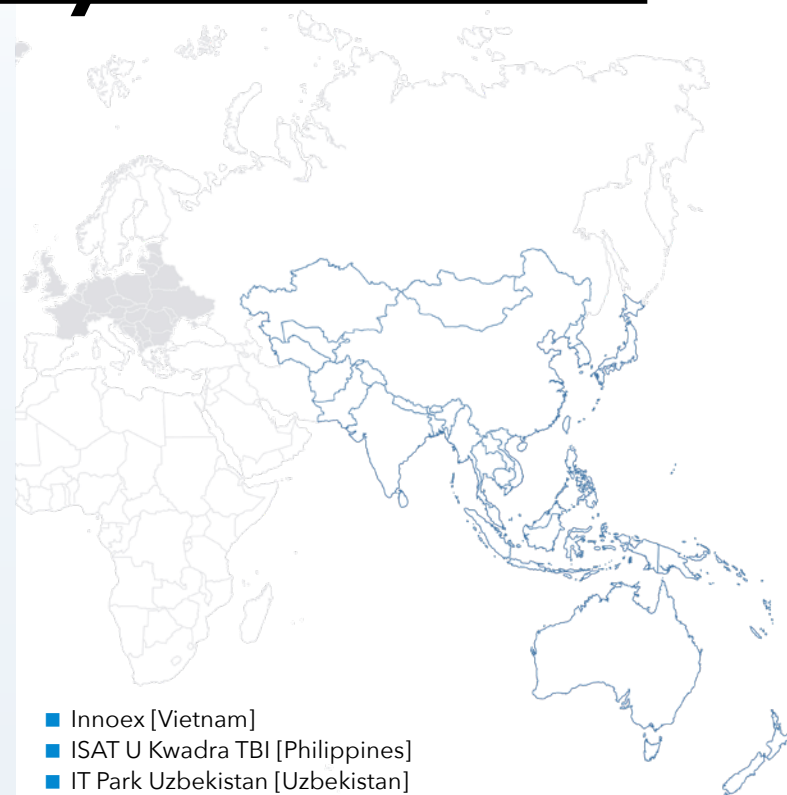 Innoex [Vietnam]
ISAT U Kwadra TBI [Philippines]
IT Park Uzbekistan [Uzbekistan]